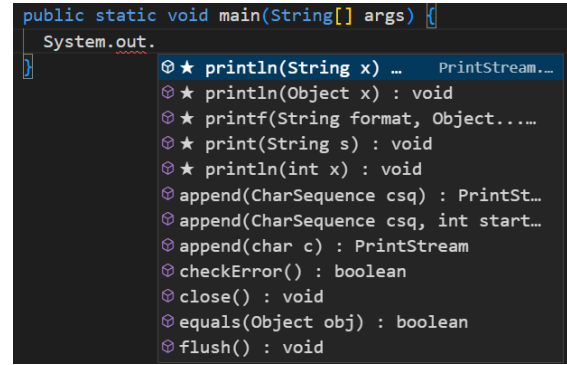 public static void main(String[] args) {
System.out.
}
★ println(String x) … PrintStream.…
★ println(Object x) : void
★ printf(String format, Object...…
★ print(String s) : void
★ println(int x) : void
append(CharSequence csq) : PrintSt…
append(CharSequence csq, int start…
append(char c) : PrintStream
checkError() : boolean
close() : void
equals(Object obj) : boolean
flush() : void